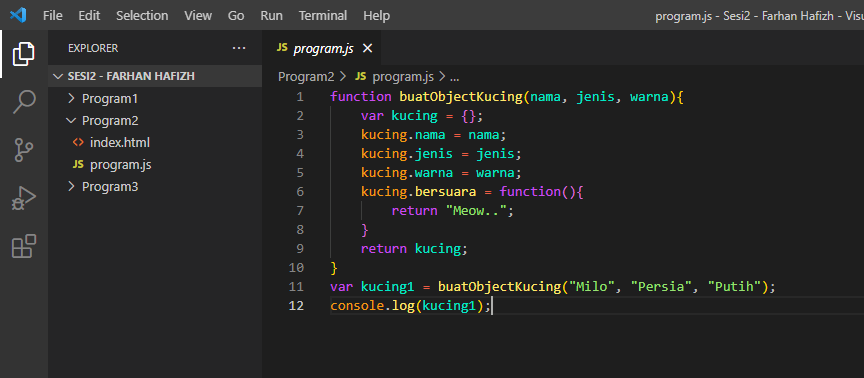 File Edit Selection View Go Run Terminal Help program.js - Sesi2 - Farhan Hafizh - Visu
EXPLORER ...
SESI2 - FARHAN HAFIZH
Program1
Program2
<> index.html
JS program.js
Program3
JS program.js ×
Program2 > JS program.js > ...
1 function buatObjectKucing(nama, jenis, warna){
2 var kucing = {};
3 kucing.nama = nama;
4 kucing.jenis = jenis;
5 kucing.warna = warna;
6 kucing.bersuara = function(){
7 return "Meow..";
8 }
9 return kucing;
10 }
11 var kucing1 = buatObjectKucing("Milo", "Persia", "Putih");
12 console.log(kucing1);